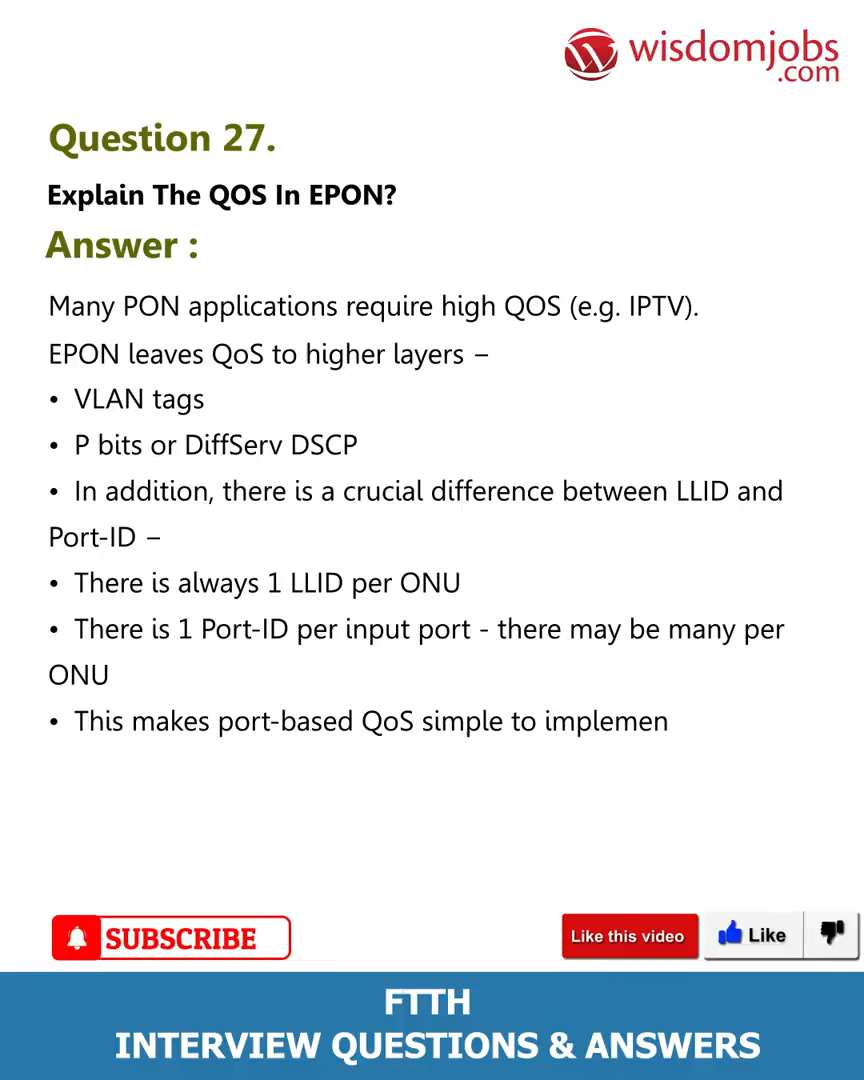 wisdomjobs
.com
Question 27.
Explain The QOS In EPON?
Answer :
Many PON applications require high QOS (e.g. IPTV).
EPON leaves QoS to higher layers –
• VLAN tags
• P bits or DiffServ DSCP
• In addition, there is a crucial difference between LLID and
Port-ID –
• There is always 1 LLID per ONU
• There is 1 Port-ID per input port - there may be many per
ONU
• This makes port-based QoS simple to implemen
SUBSCRIBE
Like this video
Like
FTTH
INTERVIEW QUESTIONS & ANSWERS